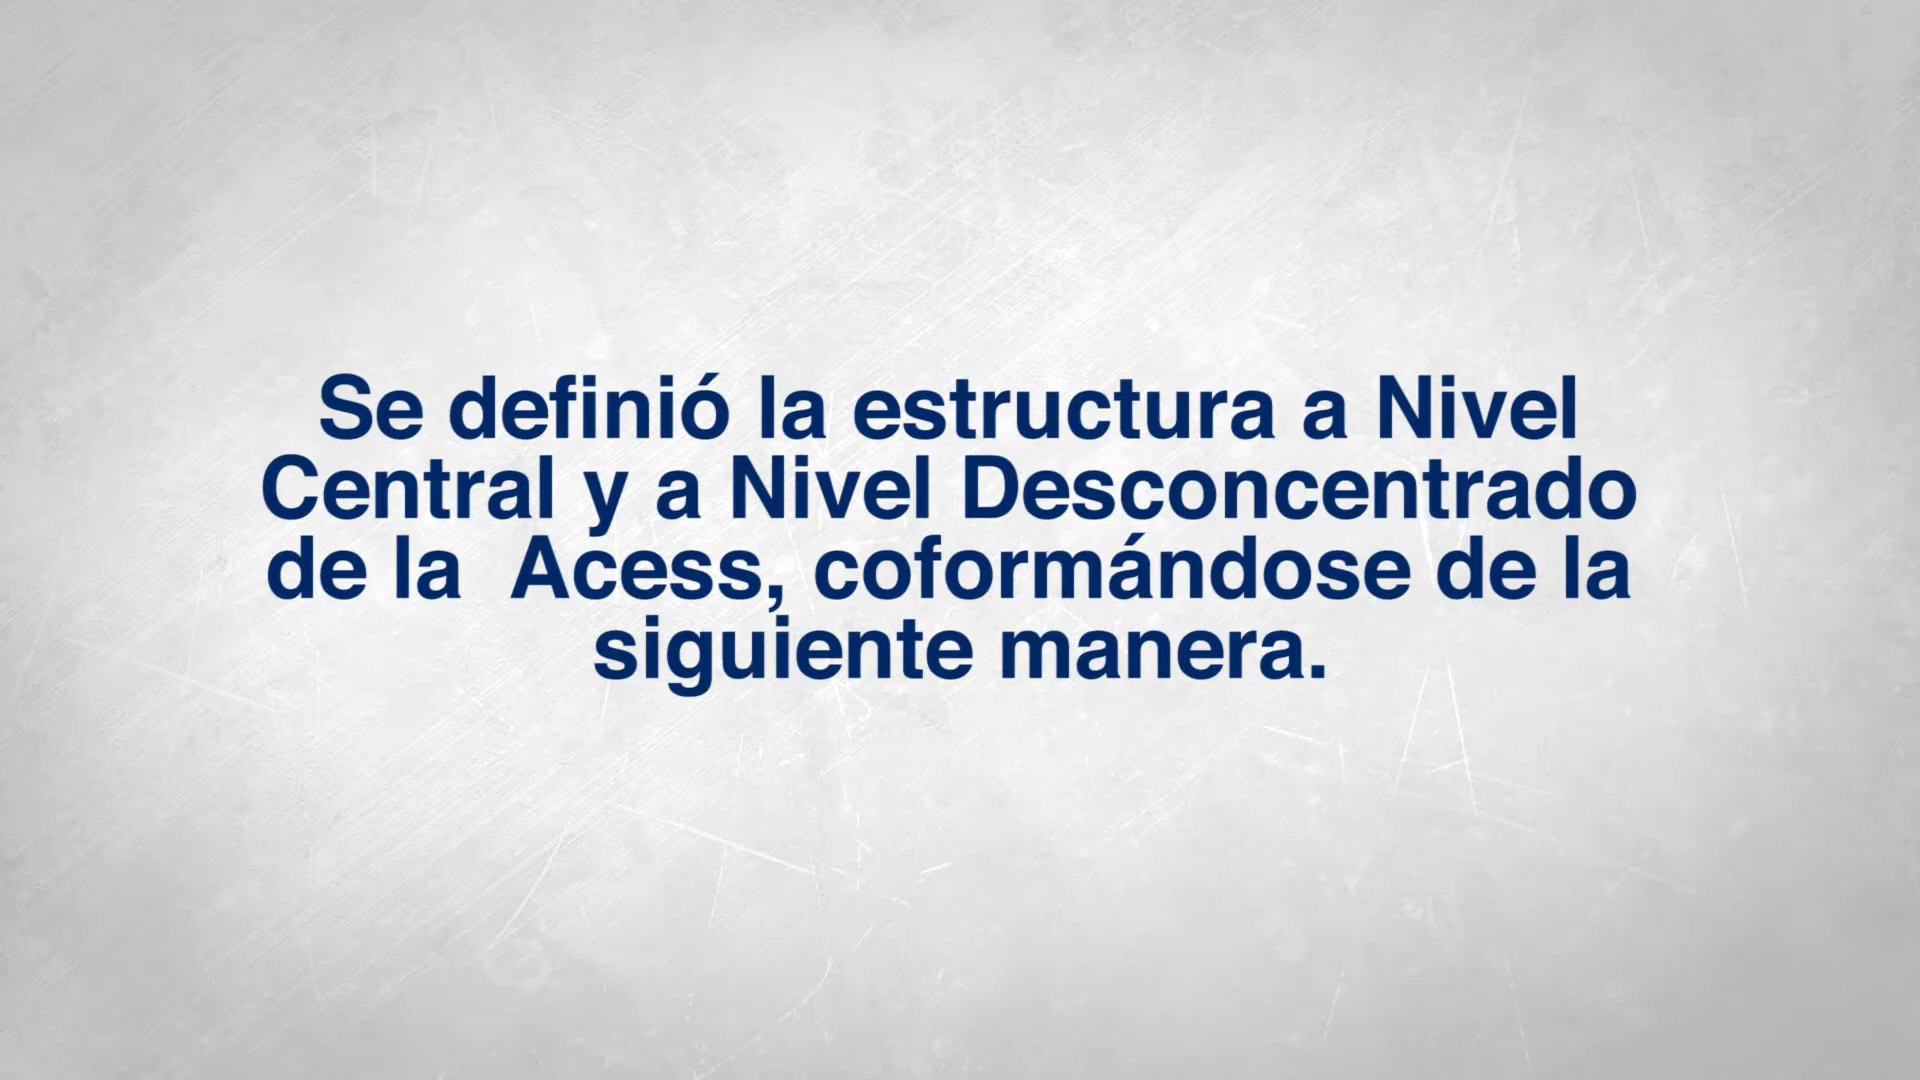 Se definió la estructura a Nivel
Central y a Nivel Desconcentrado
de la  Acess, coformándose de la
siguiente manera.